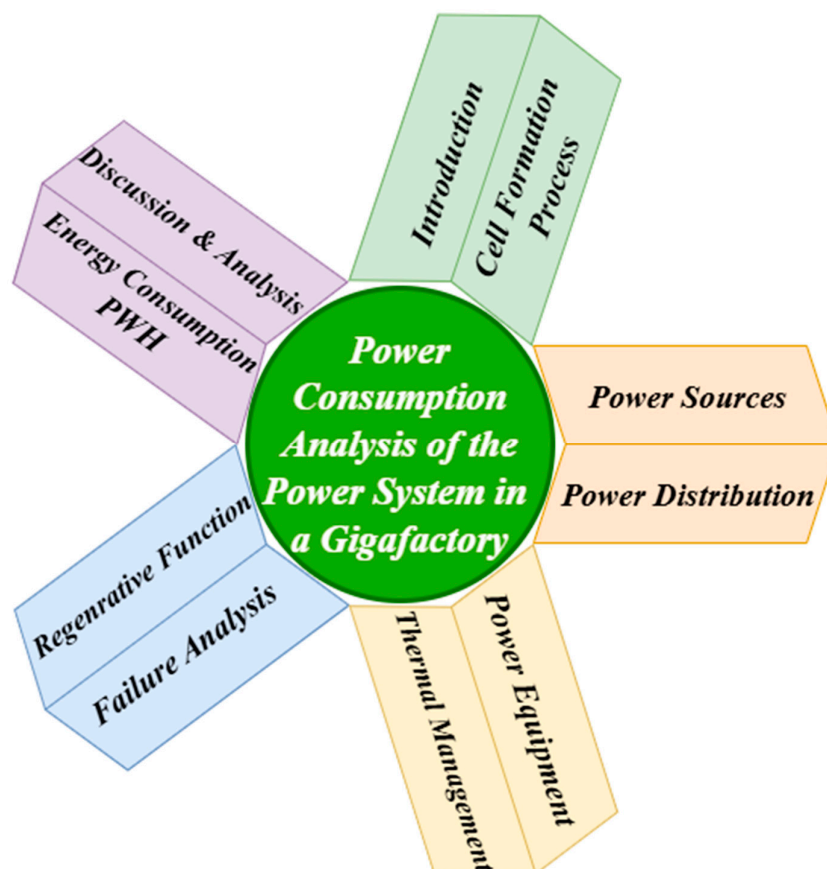 Introduction
Cell Formation
Process
Discussion & Analysis
Energy Consumption
PWH
Power
Consumption
Analysis of the
Power System in
a Gigafactory
Power Sources
Power Distribution
Regenrative Function
Failure Analysis
Thermal Management
Power Equipment